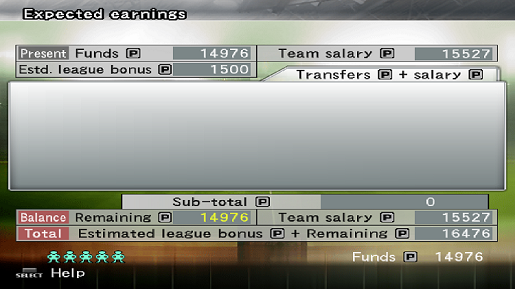 Expected earnings
Present Funds P 14976 Team salary P 15527
Estd. league bonus P 1500
Transfers P + salary P
Sub-total P 0
Balance Remaining P 14976 Team salary P 15527
Total Estimated league bonus P + Remaining P 16476
Funds P 14976
SELECT Help